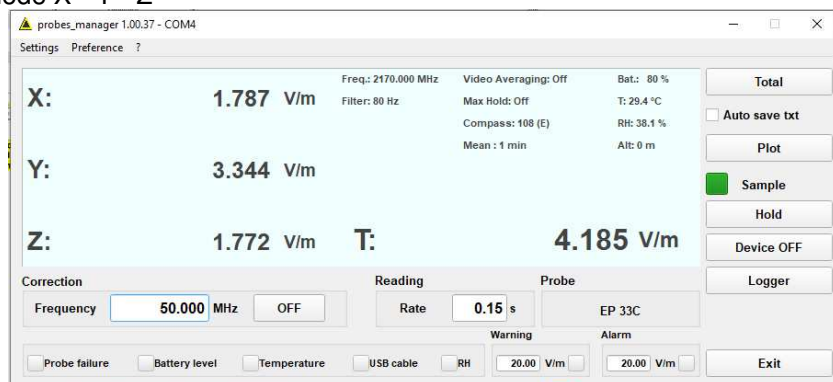 probes_manager 1.00.37 - COM4
Settings Preference ?
X: 1.787 V/m
Freq.: 2170.000 MHz Video Averaging: Off Bat.: 80 %
Filter: 80 Hz Max Hold: Off T: 29.4 °C
Compass: 108 (E) RH: 38.1 %
Mean : 1 min Alt: 0 m
Y: 3.344 V/m
Z: 1.772 V/m T: 4.185 V/m
Total
Auto save txt
Plot
Sample
Hold
Device OFF
Logger
Correction Reading Probe
Frequency 50.000 MHz OFF Rate 0.15 s EP 33C
Warning Alarm
Probe failure Battery level Temperature USB cable RH 20.00 V/m 20.00 V/m
Exit